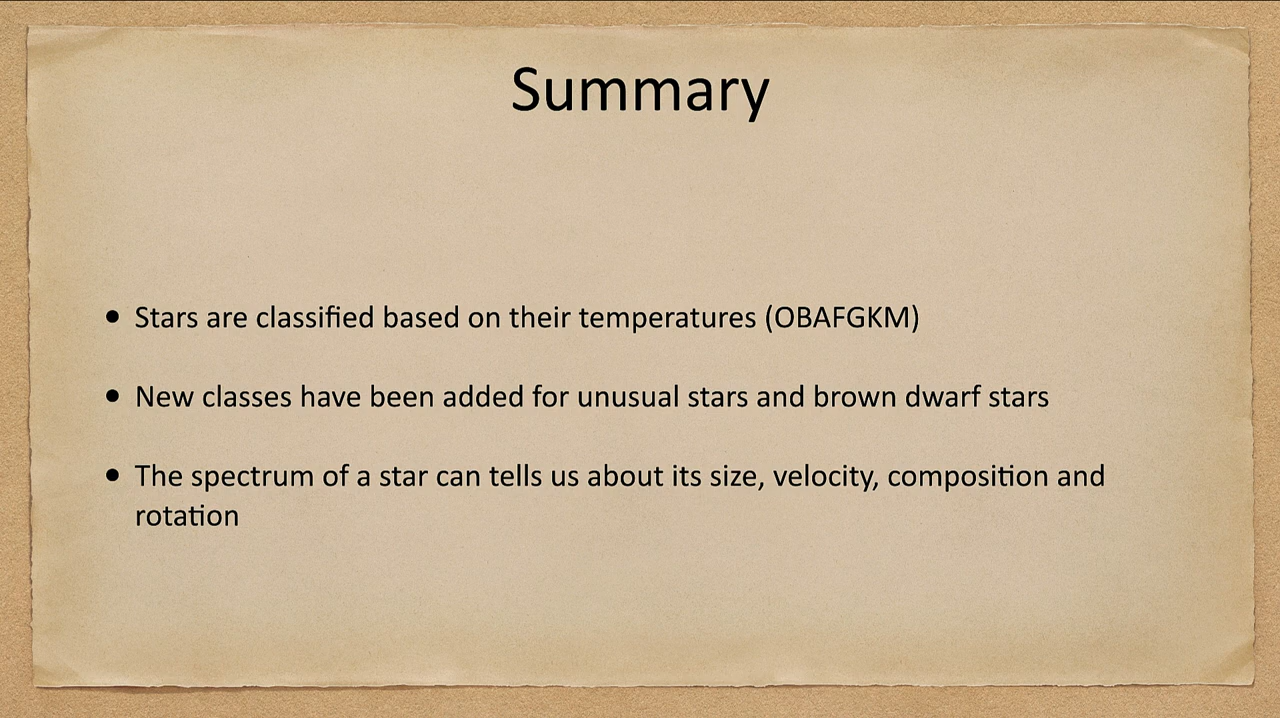 Summary
• Stars are classified based on their temperatures (OBAFGKM)
• New classes have been added for unusual stars and brown dwarf stars
• The spectrum of a star can tells us about its size, velocity, composition and
rotation